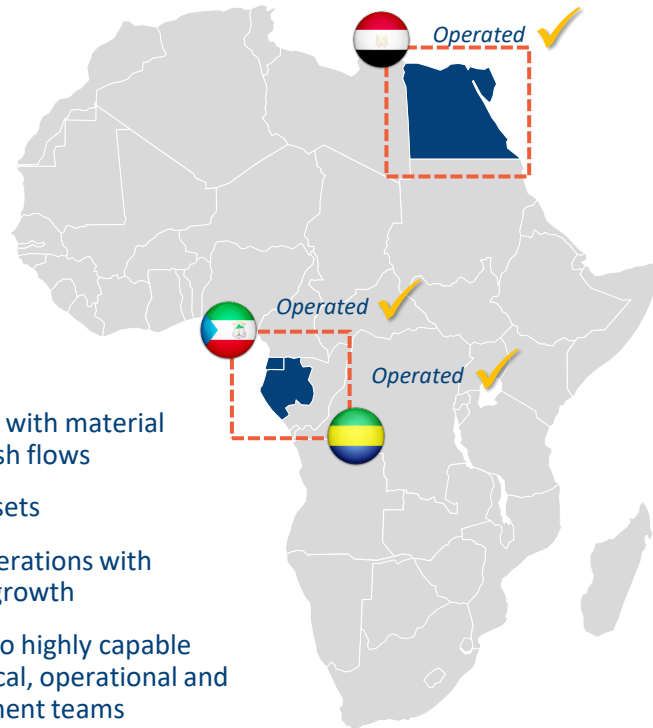 Operated
Operated
Operated
with material
sh flows
sets
erations with
growth
o highly capable
cal, operational and
ment teams